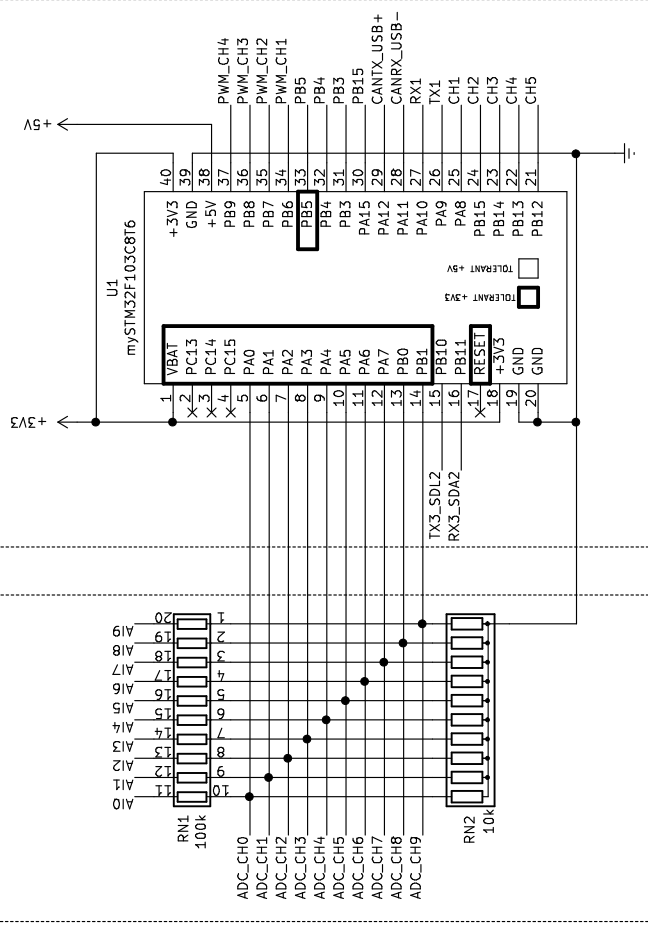 PWM_CH4
PWM_CH3
PWM_CH2
PWM_CH1
PB5
PB4
PB3
PB15
CANTX_USB+
CANRX_USB-
RX1
TX1
CH1
CH2
CH3
CH4
CH5
+5V
40
39
38
37
36
35
34
33
32
31
30
29
28
27
26
25
24
23
22
21
+3V3
GND
+5V
PB9
PB8
PB7
PB6
PB5
PB4
PB3
PA15
PA12
PA11
PA10
PA9
PA8
PB15
PB14
PB13
PB12
U1
mySTM32F103C8T6
TOLERANT +5V
TOLERANT +3V3
VBAT
PC13
PC14
PC15
PA0
PA1
PA2
PA3
PA4
PA5
PA6
PA7
PB0
PB1
PB10
PB11
RESET
+3V3
GND
GND
1
2
3
4
5
6
7
8
9
10
11
12
13
14
15
16
17
18
19
20
+3V3
TX3_SDL2
RX3_SDA2
AI9
20
1
AI8
19
2
AI7
18
3
AI6
17
4
AI5
16
5
AI4
15
6
AI3
14
7
AI2
13
8
AI1
12
9
AI0
11
10
RN1
100k
RN2
10k
ADC_CH0
ADC_CH1
ADC_CH2
ADC_CH3
ADC_CH4
ADC_CH5
ADC_CH6
ADC_CH7
ADC_CH8
ADC_CH9